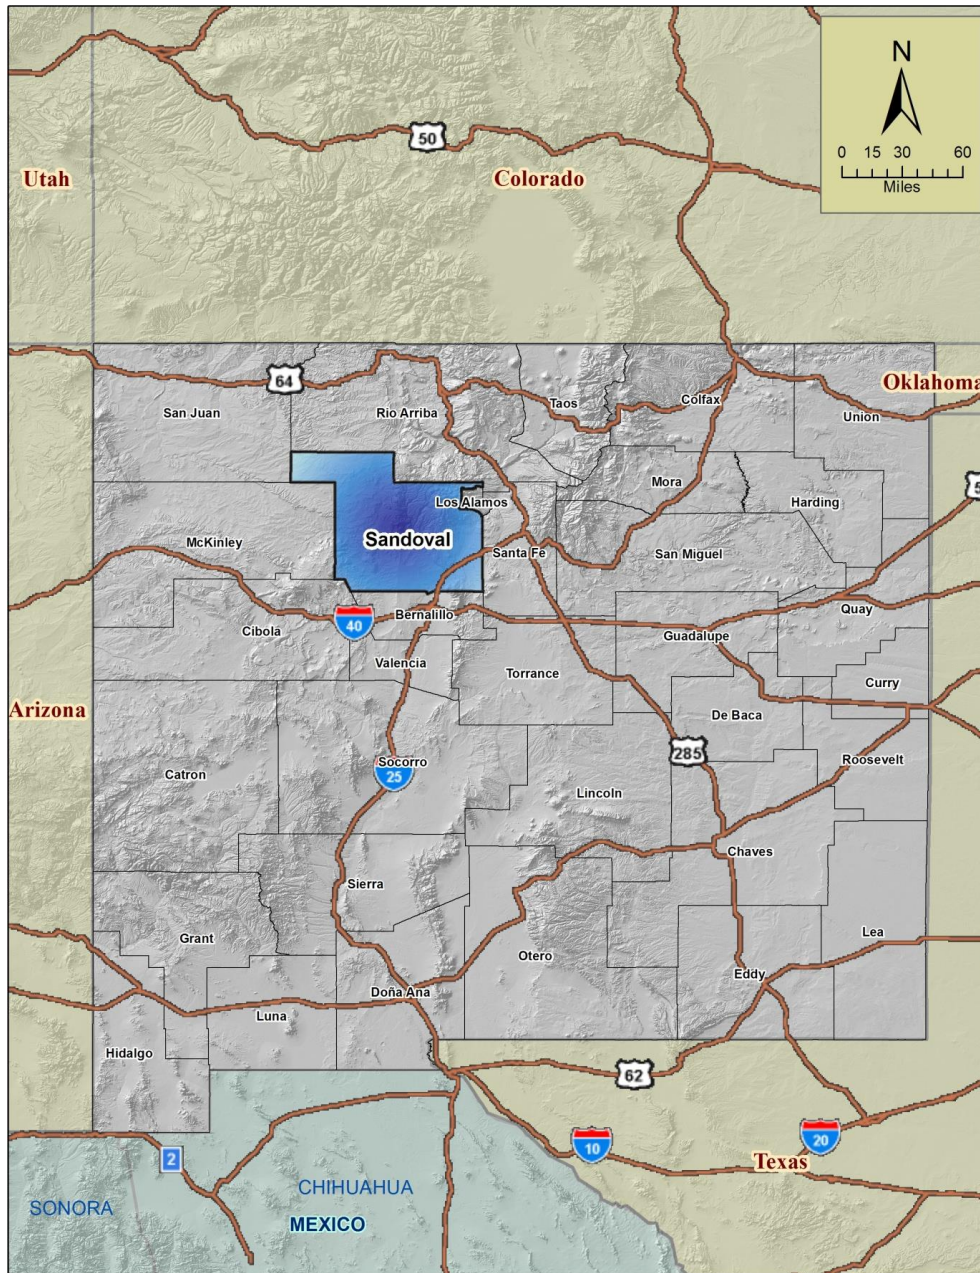 N
0 15 30 60
Miles
50
Utah
Colorado
64
Oklahoma
San Juan
Rio Arriba
Taos
Colfax
Union
5
Los Alamos
Mora
Harding
Sandoval
McKinley
Santa Fe
San Miguel
Bernalillo
Quay
40
Cibola
Guadalupe
Valencia
Torrance
Curry
Arizona
De Baca
285
Socorro
25
Catron
Roosevelt
Lincoln
Chaves
Sierra
Grant
Lea
Otero
Eddy
Doña Ana
Luna
Hidalgo
62
10
20
2
Texas
CHIHUAHUA
SONORA
MEXICO